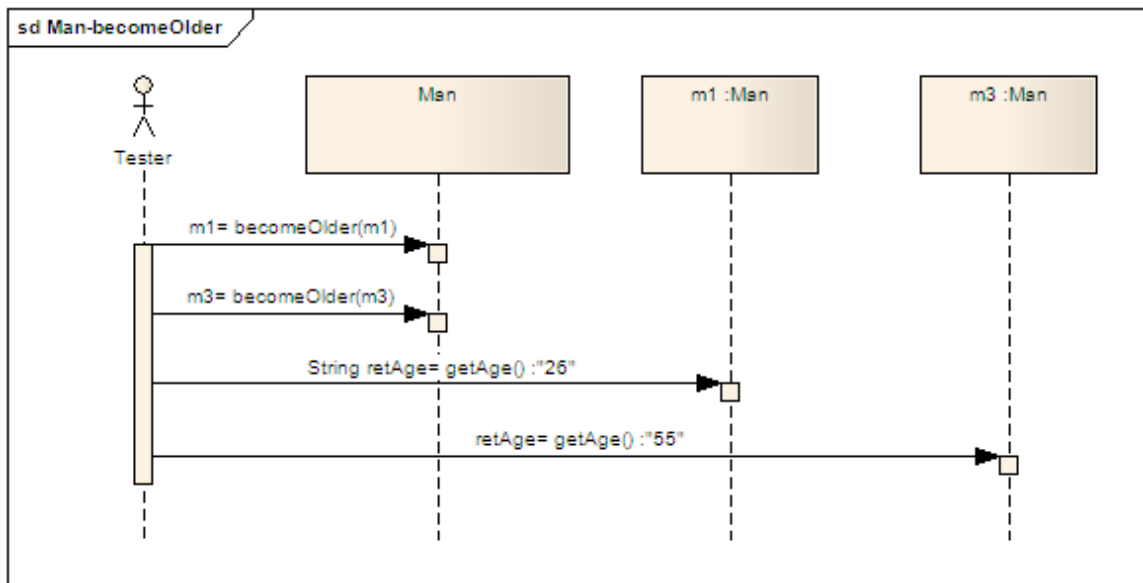 sd Man-becomeOlder
Tester
Man
m1 :Man
m3 :Man
m1= becomeOlder(m1)
m3= becomeOlder(m3)
String retAge= getAge() :"26"
retAge= getAge() :"55"